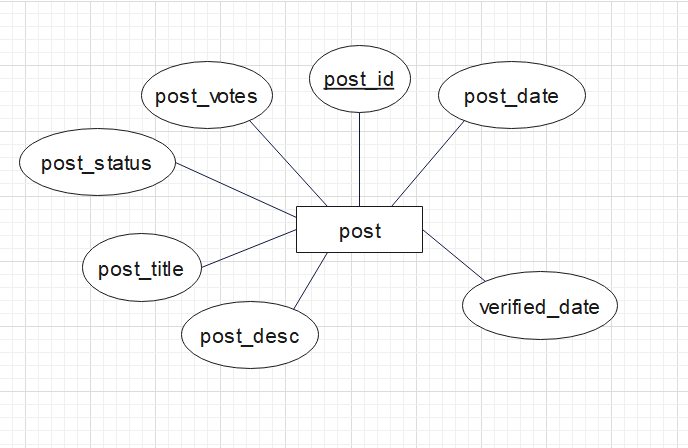 post_id
post_votes
post_date
post_status
post
post_title
verified_date
post_desc